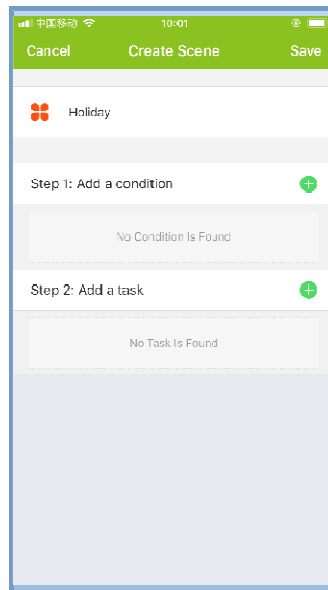 中国移动 10:01
Cancel Create Scene Save
Holiday
Step 1: Add a condition
No Condition Is Found
Step 2: Add a task
No Task Is Found